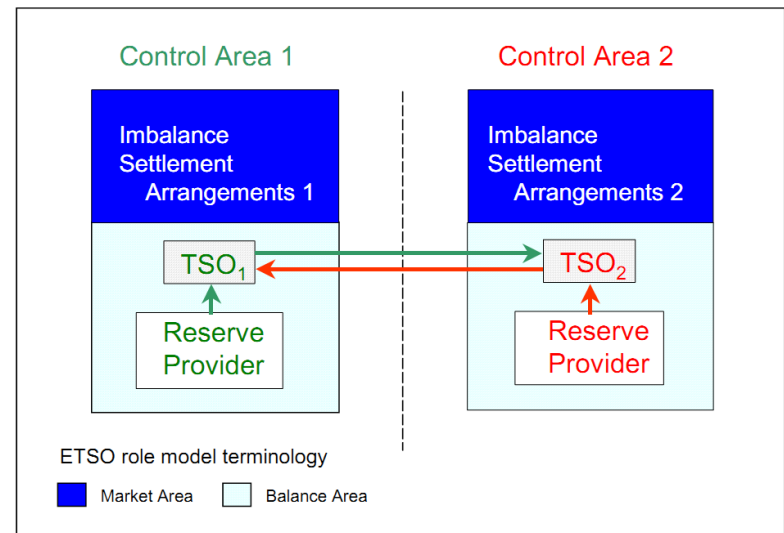 Control Area 1
Control Area 2
Imbalance
Settlement
Arrangements 1
Imbalance
Settlement
Arrangements 2
TSO1
TSO2
Reserve
Provider
Reserve
Provider
ETSO role model terminology
Market Area
Balance Area